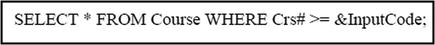 SELECT * FROM Course WHERE Crs# >= &InputCode;